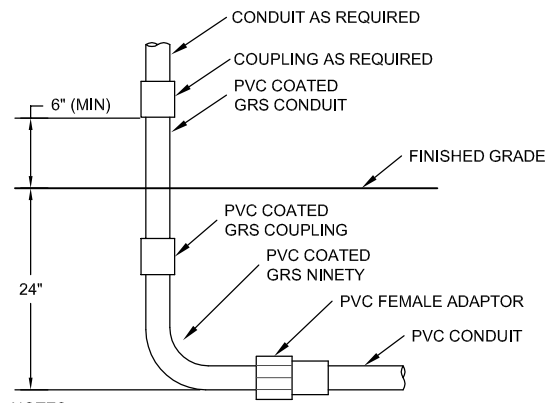 CONDUIT AS REQUIRED
COUPLING AS REQUIRED
PVC COATED
GRS CONDUIT
6" (MIN)
FINISHED GRADE
PVC COATED
GRS COUPLING
PVC COATED
GRS NINETY
24"
PVC FEMALE ADAPTOR
PVC CONDUIT